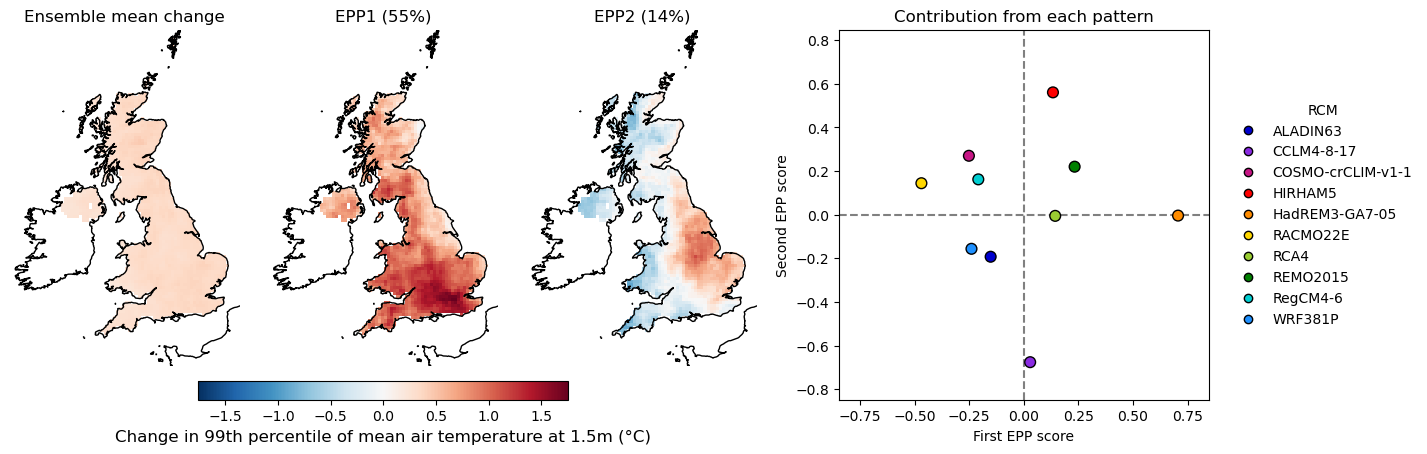 Ensemble mean change
EPP1 (55%)
EPP2 (14%)
−1.5 −1.0 −0.5 0.0 0.5 1.0 1.5
Change in 99th percentile of mean air temperature at 1.5m (°C)
Contribution from each pattern
0.8
0.6
0.4
0.2
0.0
−0.2
−0.4
−0.6
−0.8
Second EPP score
−0.75 −0.50 −0.25 0.00 0.25 0.50 0.75
First EPP score
RCM
ALADIN63
CCLM4-8-17
COSMO-crCLIM-v1-1
HIRHAM5
HadREM3-GA7-05
RACMO22E
RCA4
REMO2015
RegCM4-6
WRF381P